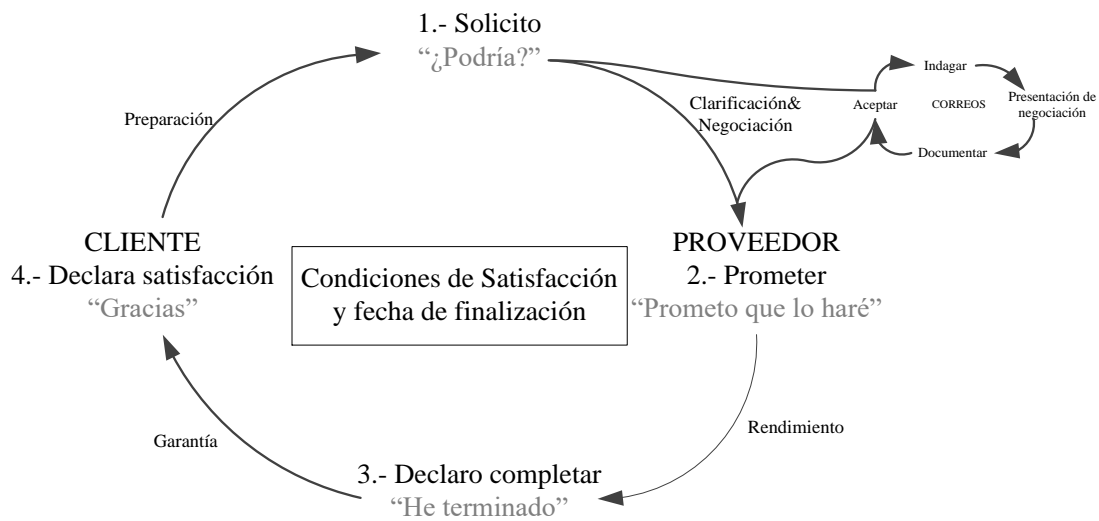 1.- Solicito
“¿Podría?”
Indagar
Preparación
Clarificación&
Negociación
Aceptar
CORREOS
Presentación de
negociación
Documentar
CLIENTE
4.- Declara satisfacción
“Gracias”
Condiciones de Satisfacción
y fecha de finalización
PROVEEDOR
2.- Prometer
“Prometo que lo haré”
Rendimiento
Garantía
3.- Declaro completar
“He terminado”